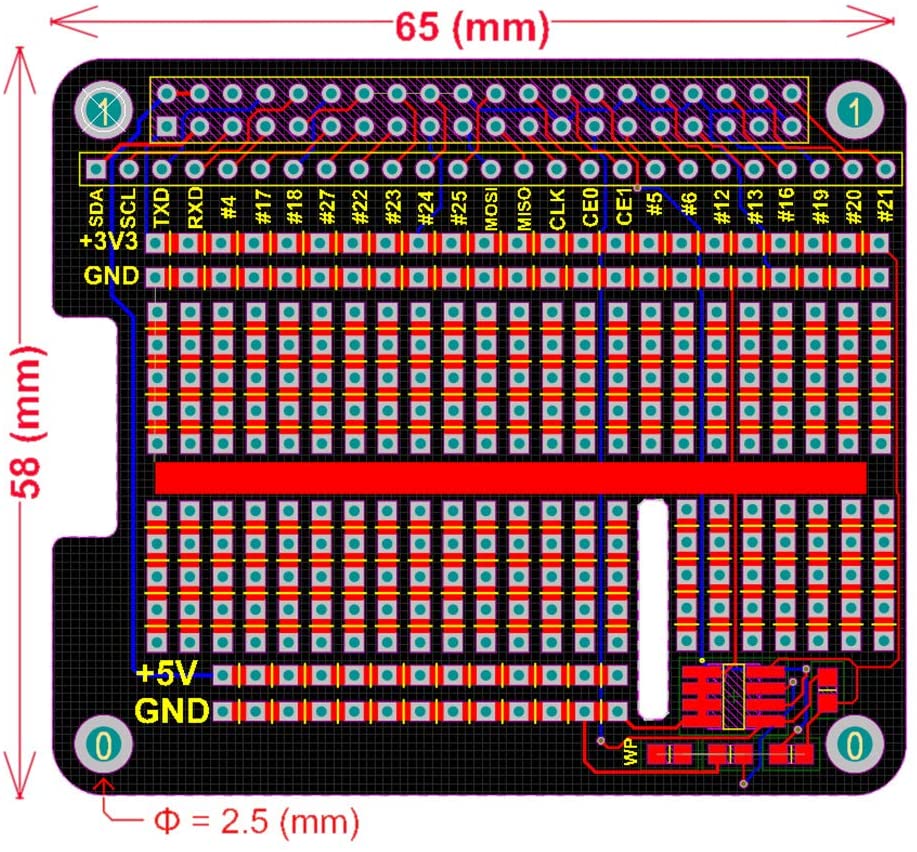 65 (mm)
58 (mm)
1
1
SDA
SCL
TXD
RXD
#4
#17
#18
#27
#22
#23
#24
#25
MOSI
MISO
CLK
CE0
CE1
#5
#6
#12
#13
#16
#19
#20
#21
+3V3
GND
+5V
GND
WP
0
0
Φ = 2.5 (mm)